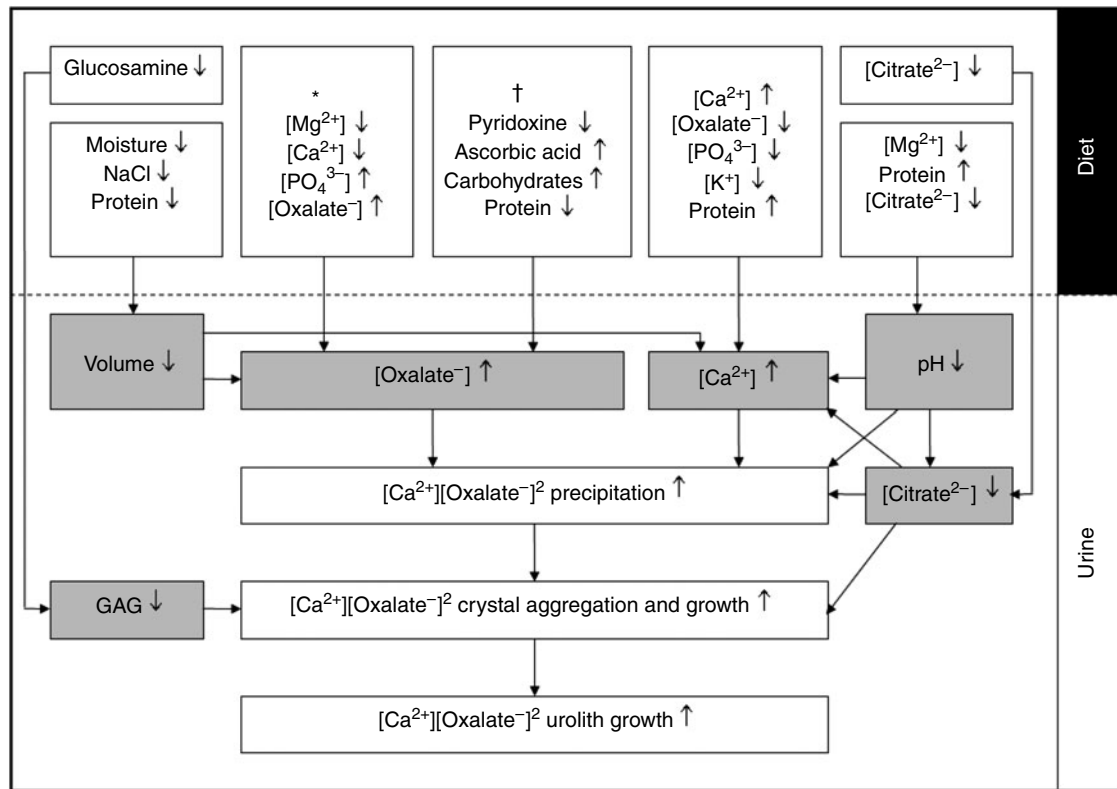 Glucosamine ↓
Moisture ↓
NaCl ↓
Protein ↓
*
[Mg²⁺] ↓
[Ca²⁺] ↓
[PO₄³⁻] ↑
[Oxalate⁻] ↑
†
Pyridoxine ↓
Ascorbic acid ↑
Carbohydrates ↑
Protein ↓
[Ca²⁺] ↑
[Oxalate⁻] ↓
[PO₄³⁻] ↓
[K⁺] ↓
Protein ↑
[Citrate²⁻] ↓
[Mg²⁺] ↓
Protein ↑
[Citrate²⁻] ↓
Diet
Volume ↓
[Oxalate⁻] ↑
[Ca²⁺] ↑
pH ↓
[Ca²⁺][Oxalate⁻]² precipitation ↑
[Citrate²⁻] ↓
GAG ↓
[Ca²⁺][Oxalate⁻]² crystal aggregation and growth ↑
[Ca²⁺][Oxalate⁻]² urolith growth ↑
Urine